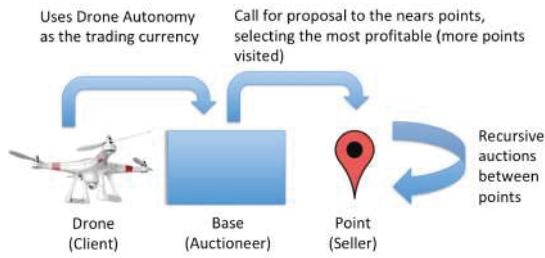 Uses Drone Autonomy
as the trading currency
Call for proposal to the nears points,
selecting the most profitable (more points
visited)
Recursive
auctions
between
points
Drone
(Client)
Base
(Auctioneer)
Point
(Seller)